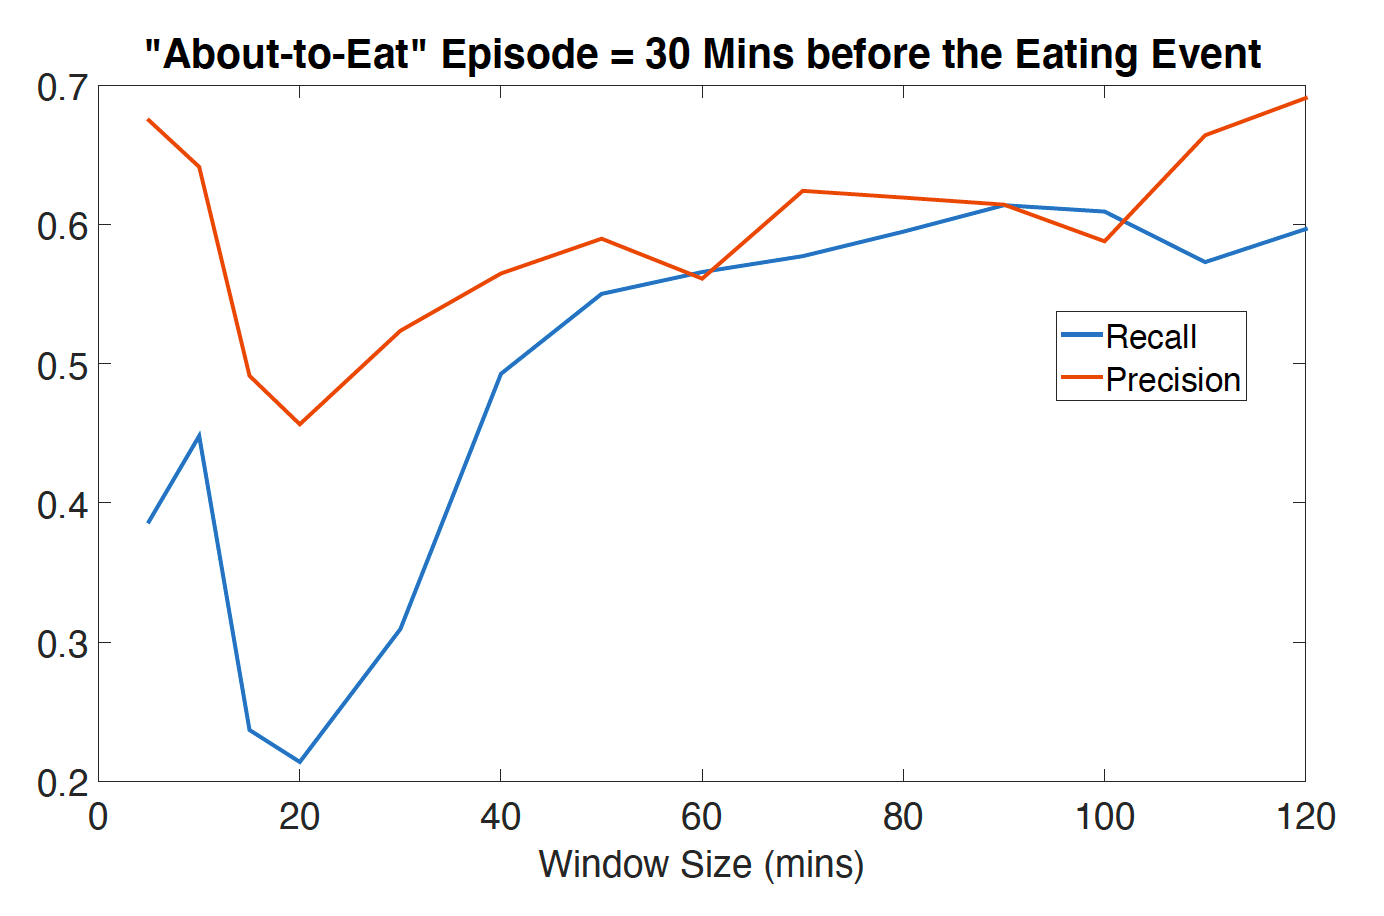 "About-to-Eat" Episode = 30 Mins before the Eating Event
0.7
0.6
0.5
0.4
0.3
0.2
0 20 40 60 80 100 120
Window Size (mins)
Recall
Precision